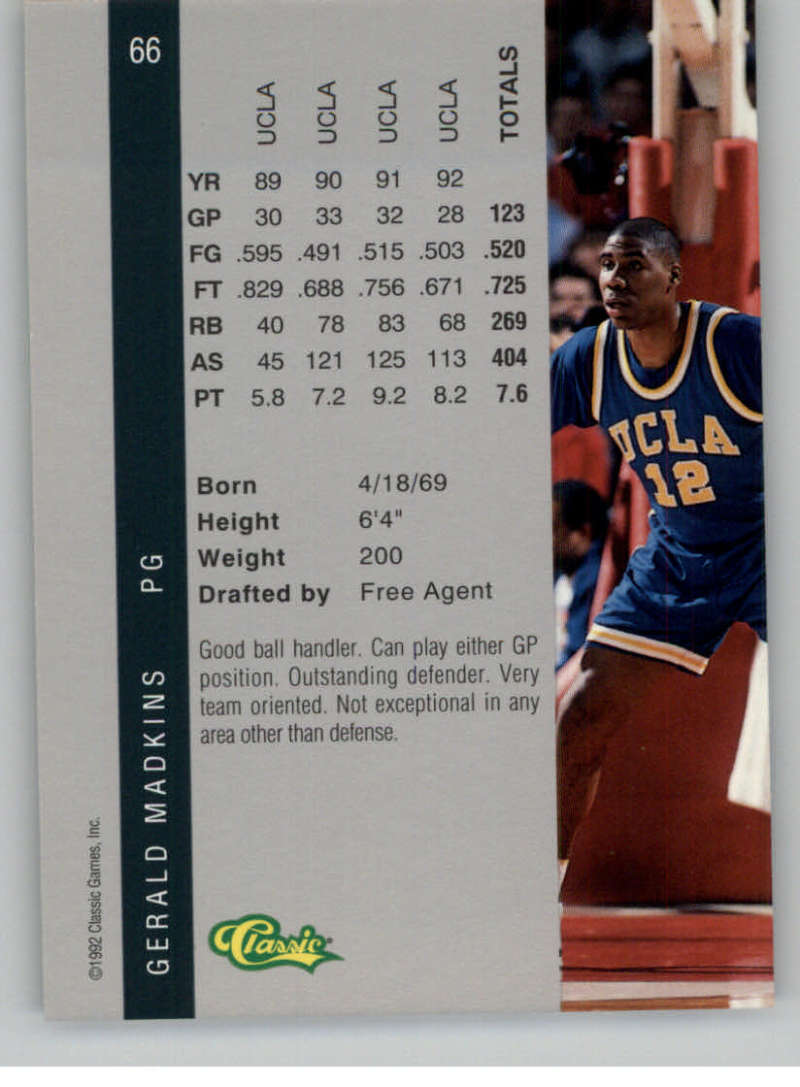 66
UCLA UCLA UCLA UCLA TOTALS
YR 89 90 91 92
GP 30 33 32 28 123
FG .595 .491 .515 .503 .520
FT .829 .688 .756 .671 .725
RB 40 78 83 68 269
AS 45 121 125 113 404
PT 5.8 7.2 9.2 8.2 7.6
Born 4/18/69
Height 6'4"
Weight 200
Drafted by Free Agent
Good ball handler. Can play either GP
position. Outstanding defender. Very
team oriented. Not exceptional in any
area other than defense.
GERALD MADKINS PG
©1992 Classic Games, Inc.
Classic
UCLA
12